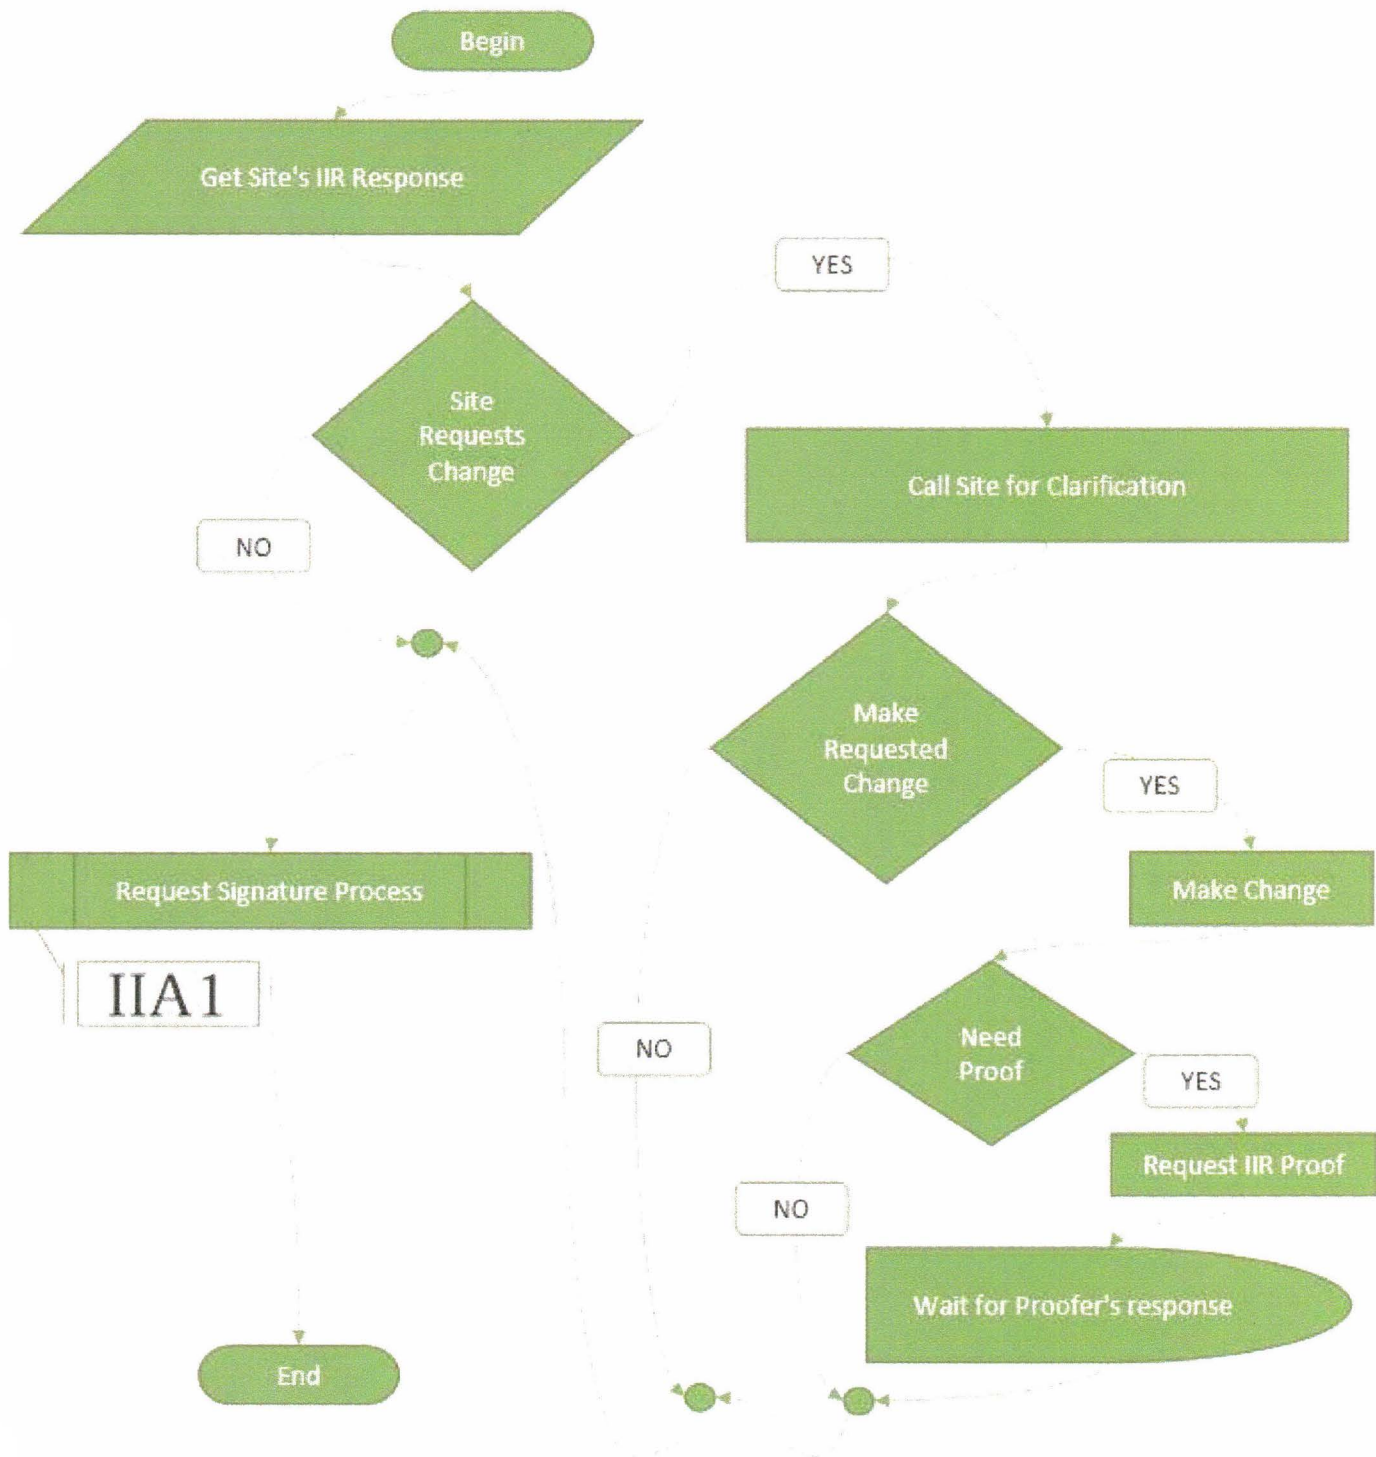 Begin
Get Site's IIR Response
YES
Site
Requests
Change
Call Site for Clarification
NO
Make
Requested
Change
YES
Request Signature Process
Make Change
IIA1
Need
Proof
NO
YES
Request IIR Proof
NO
Wait for Proofer's response
End